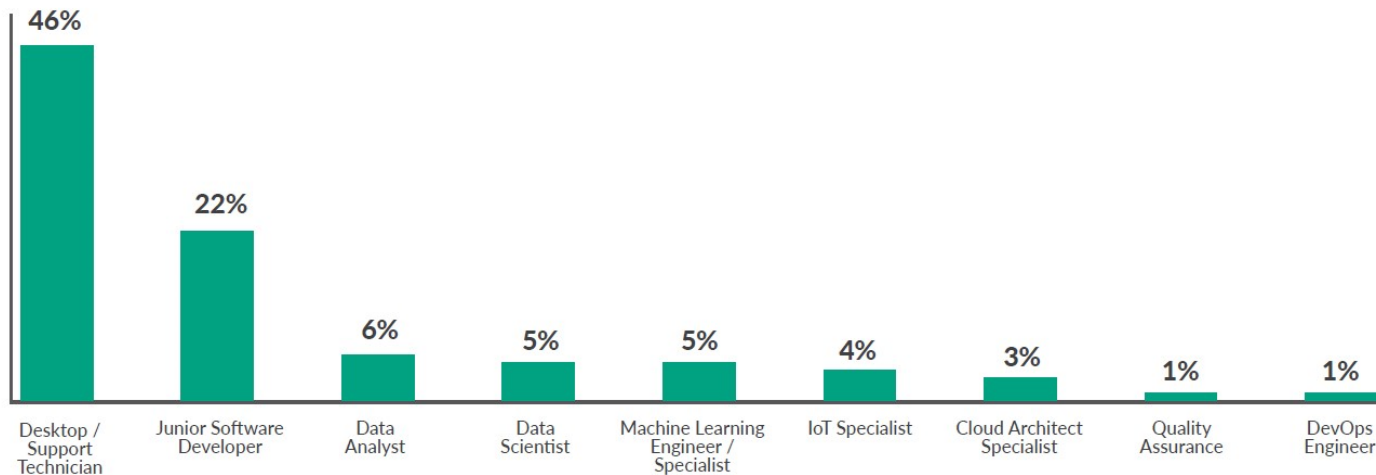 46%
22%
6%
5%
5%
4%
3%
1%
1%
Desktop /
Support
Technician
Junior Software
Developer
Data
Analyst
Data
Scientist
Machine Learning
Engineer /
Specialist
IoT Specialist
Cloud Architect
Specialist
Quality
Assurance
DevOps
Engineer